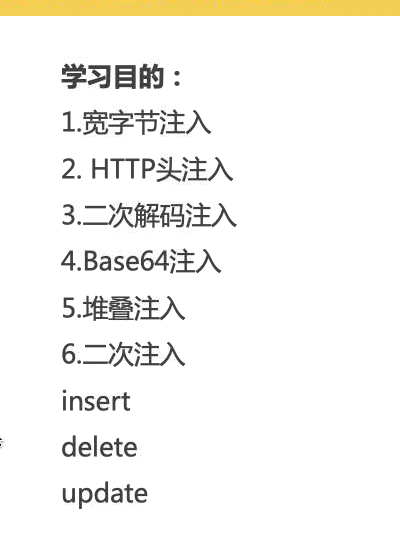 学习目的：
1.宽字节注入
2. HTTP头注入
3.二次解码注入
4.Base64注入
5.堆叠注入
6.二次注入
insert
delete
update